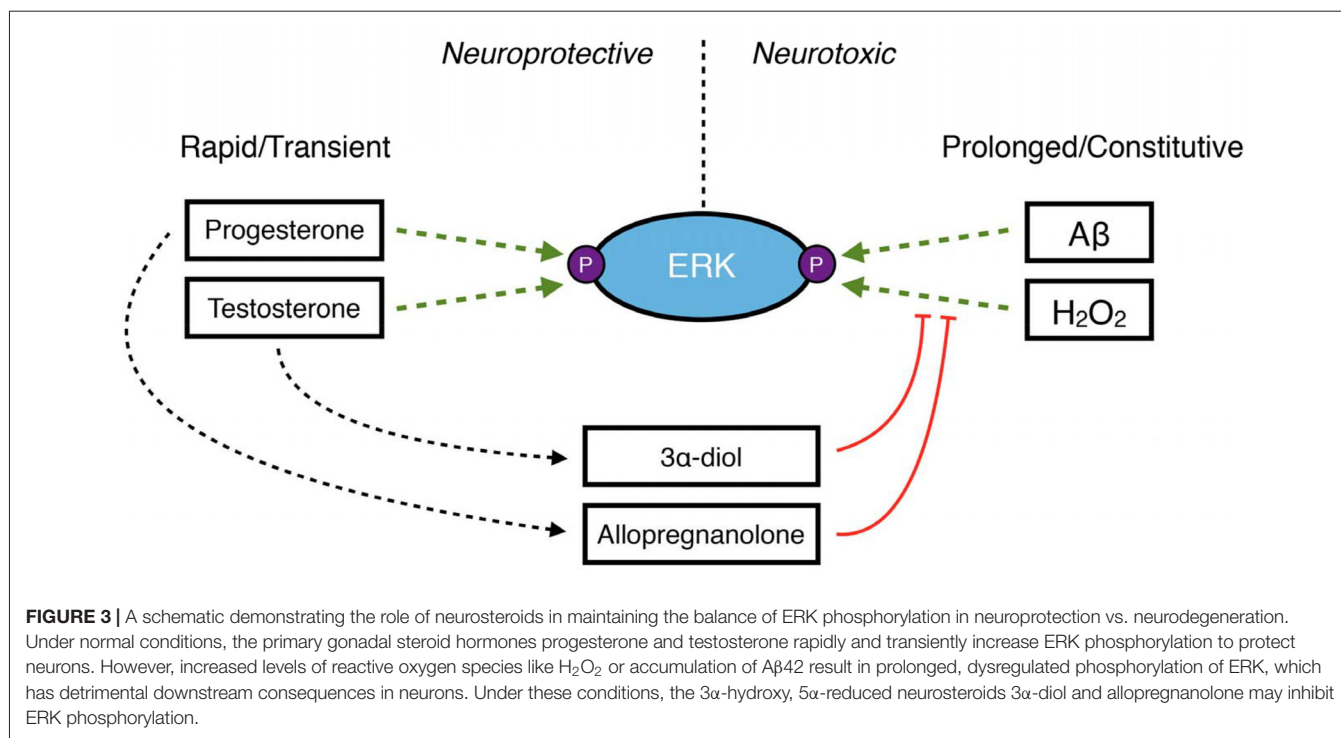 Neuroprotective
Neurotoxic
Rapid/Transient
Prolonged/Constitutive
Progesterone
Testosterone
P
ERK
P
Aβ
H₂O₂
3α-diol
Allopregnanolone
FIGURE 3 | A schematic demonstrating the role of neurosteroids in maintaining the balance of ERK phosphorylation in neuroprotection vs. neurodegeneration.
Under normal conditions, the primary gonadal steroid hormones progesterone and testosterone rapidly and transiently increase ERK phosphorylation to protect
neurons. However, increased levels of reactive oxygen species like H₂O₂ or accumulation of Aβ42 result in prolonged, dysregulated phosphorylation of ERK, which
has detrimental downstream consequences in neurons. Under these conditions, the 3α-hydroxy, 5α-reduced neurosteroids 3α-diol and allopregnanolone may inhibit
ERK phosphorylation.